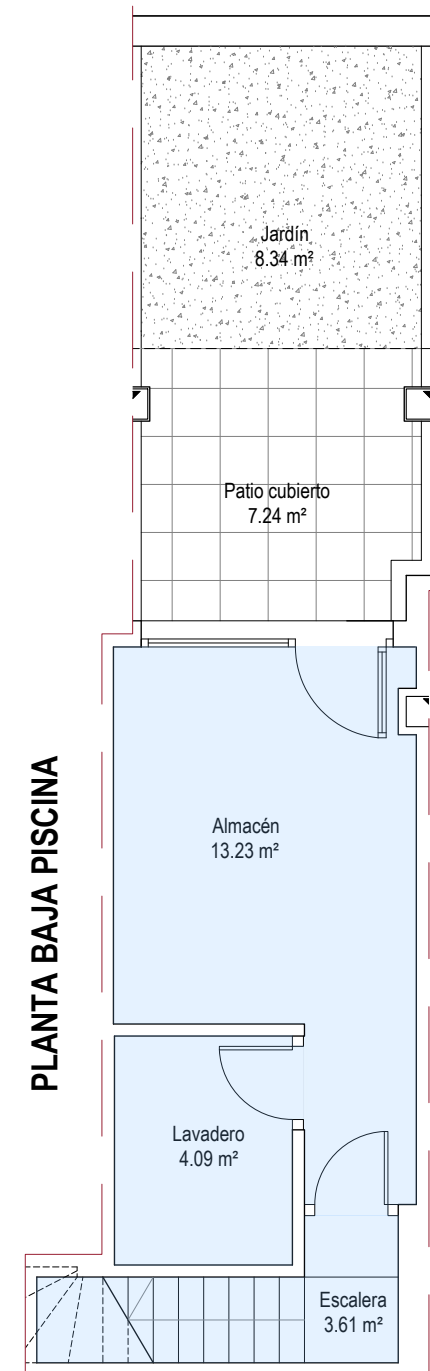 Jardín
8.34 m²
Patio cubierto
7.24 m²
PLANTA BAJA PISCINA
Almacén
13.23 m²
Lavadero
4.09 m²
Escalera
3.61 m²